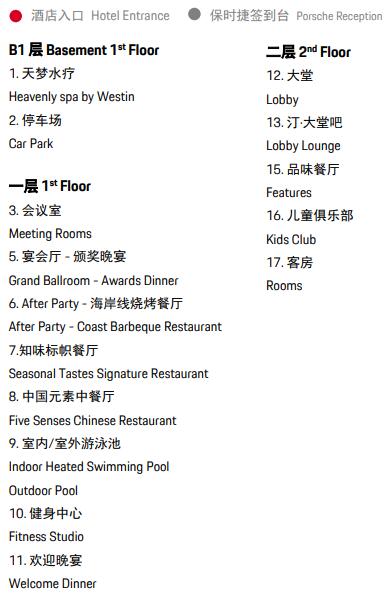 酒店入口 Hotel Entrance 保时捷签到台 Porsche Reception
B1 层 Basement 1st Floor
1. 天梦水疗
Heavenly spa by Westin
2. 停车场
Car Park
一层 1st Floor
3. 会议室
Meeting Rooms
5. 宴会厅 - 颁奖晚宴
Grand Ballroom - Awards Dinner
6. After Party - 海岸线烧烤餐厅
After Party - Coast Barbeque Restaurant
7.知味标帜餐厅
Seasonal Tastes Signature Restaurant
8. 中国元素中餐厅
Five Senses Chinese Restaurant
9. 室内/室外游泳池
Indoor Heated Swimming Pool
Outdoor Pool
10. 健身中心
Fitness Studio
11. 欢迎晚宴
Welcome Dinner
二层 2nd Floor
12. 大堂
Lobby
13. 汀·大堂吧
Lobby Lounge
15. 品味餐厅
Features
16. 儿童俱乐部
Kids Club
17. 客房
Rooms